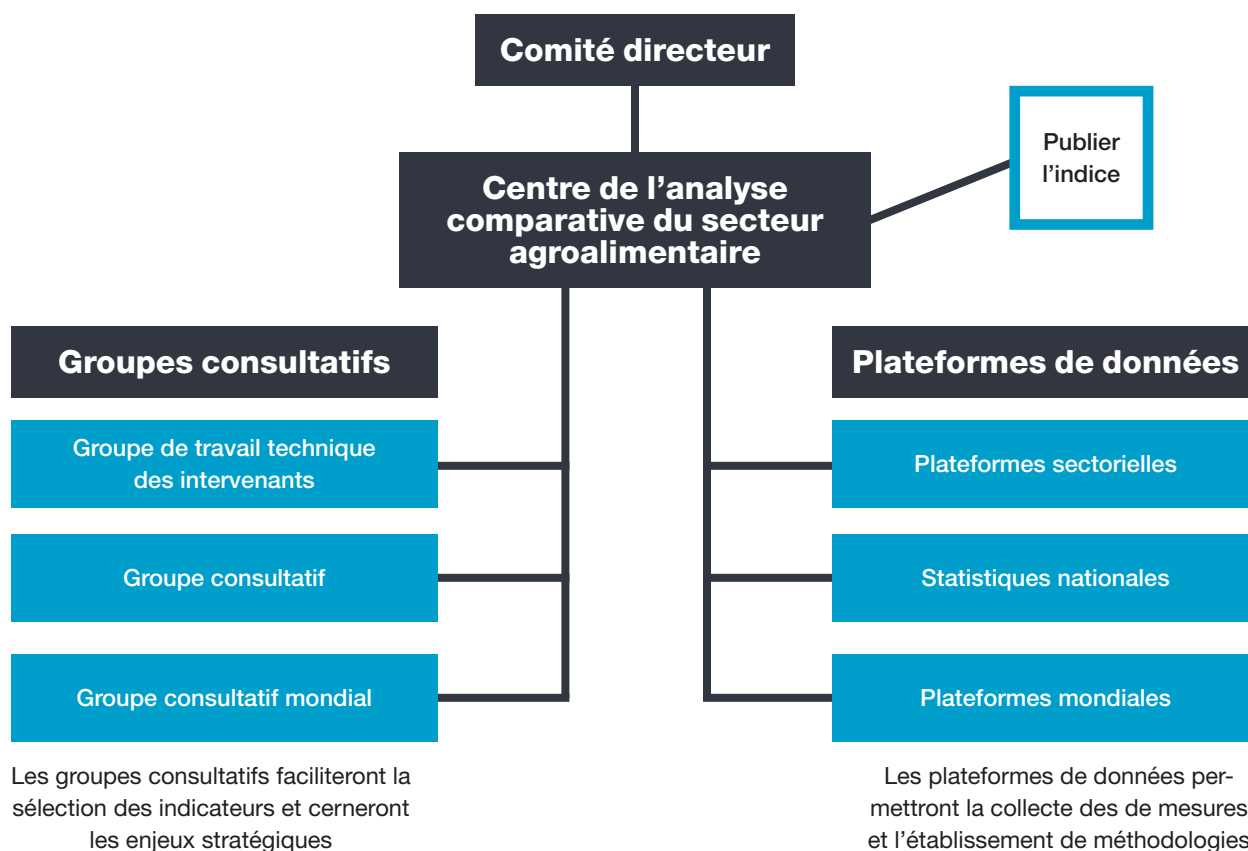 Comité directeur
Publier
l’indice
Centre de l’analyse
comparative du secteur
agroalimentaire
Groupes consultatifs
Groupe de travail technique
des intervenants
Groupe consultatif
Groupe consultatif mondial
Les groupes consultatifs faciliteront la
sélection des indicateurs et cerneront
les enjeux stratégiques
Plateformes de données
Plateformes sectorielles
Statistiques nationales
Plateformes mondiales
Les plateformes de données per-
mettront la collecte des de mesures
et l’établissement de méthodologies